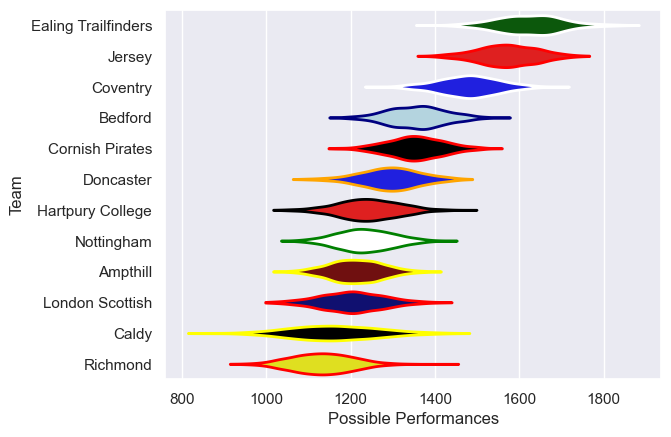 Ealing Trailfinders
Jersey
Coventry
Bedford
Cornish Pirates
Doncaster
Hartpury College
Nottingham
Ampthill
London Scottish
Caldy
Richmond
Team
800 1000 1200 1400 1600 1800
Possible Performances